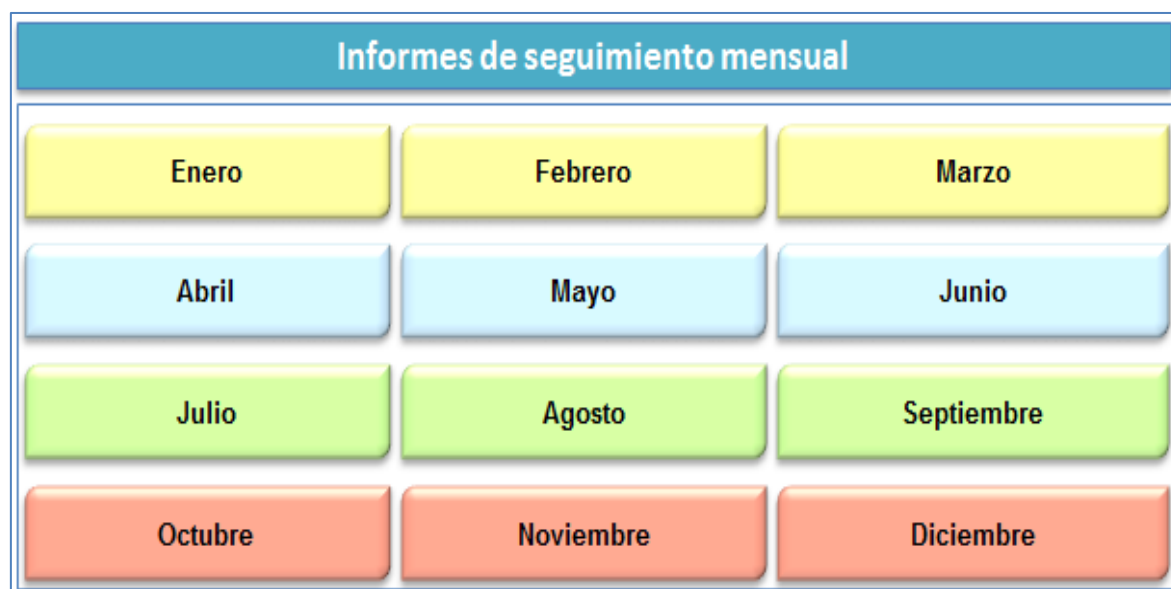 Informes de seguimiento mensual
Enero Febrero Marzo
Abril Mayo Junio
Julio Agosto Septiembre
Octubre Noviembre Diciembre